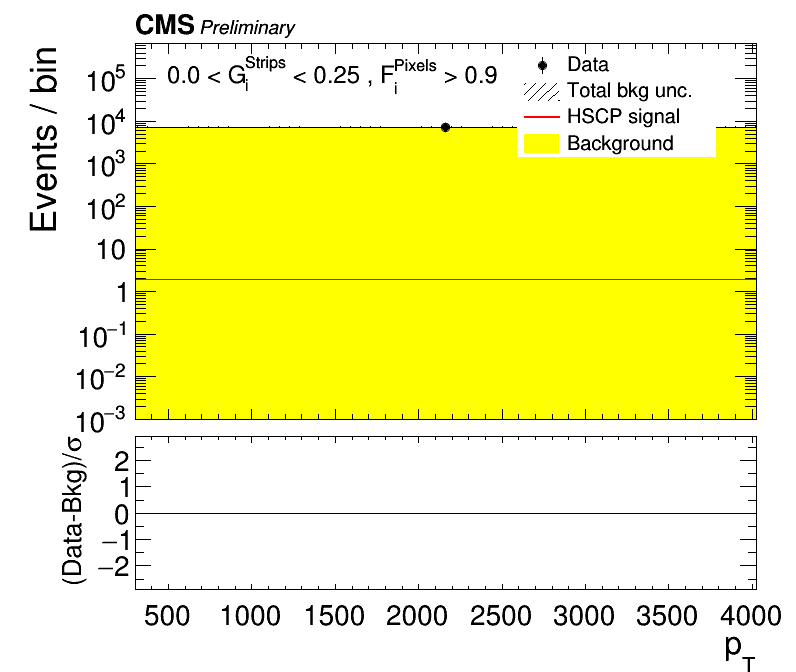 CMS Preliminary
Events / bin
0.0 < G_i^Strips < 0.25 , F_i^Pixels > 0.9
Data
Total bkg unc.
HSCP signal
Background
10^5
10^4
10^3
10^2
10
1
10^−1
10^−2
10^−3
(Data-Bkg)/σ
2
1
0
−1
−2
500 1000 1500 2000 2500 3000 3500 4000
p_T